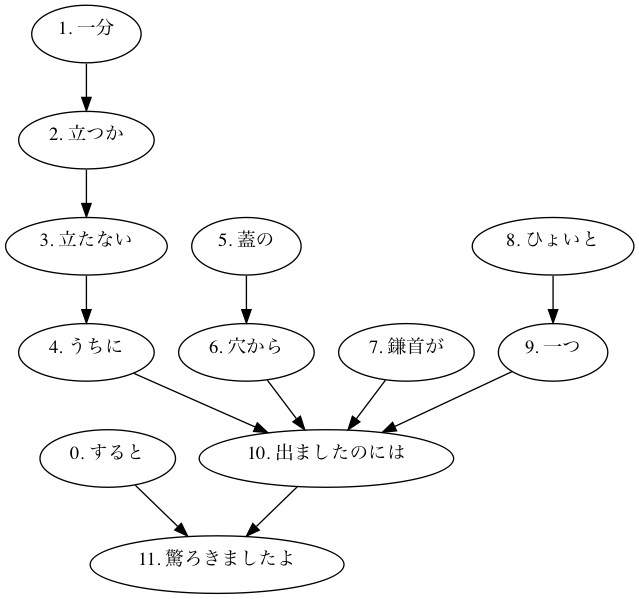 1. 一分
2. 立つか
3. 立たない
5. 蓋の
8. ひょいと
4. うちに
6. 穴から
7. 鎌首が
9. 一つ
0. すると
10. 出ましたのには
11. 驚ろきましたよ